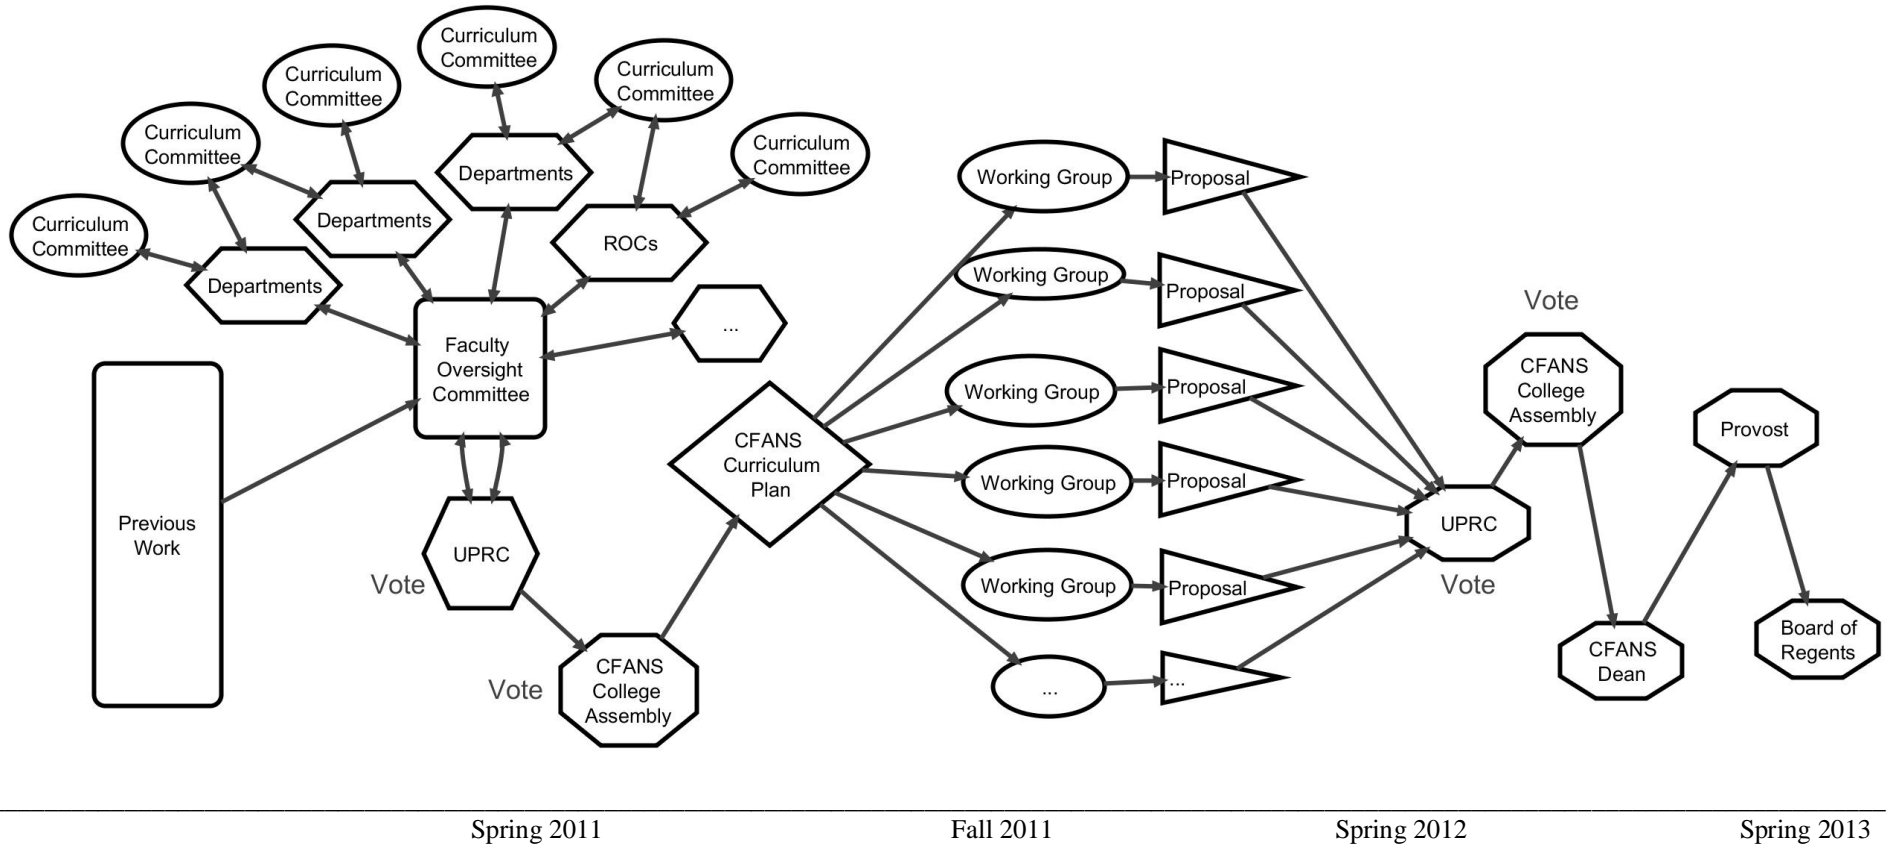 Curriculum
Committee
Curriculum
Committee
Curriculum
Committee
Curriculum
Committee
Curriculum
Committee
Curriculum
Committee
Departments
Departments
Departments
ROCs
...
Faculty
Oversight
Committee
Previous
Work
UPRC
Vote
CFANS
College
Assembly
Vote
CFANS
Curriculum
Plan
Working Group
Proposal
Working Group
Proposal
Working Group
Proposal
Working Group
Proposal
Working Group
Proposal
...
...
UPRC
Vote
Vote
CFANS
College
Assembly
CFANS
Dean
Provost
Board of
Regents
Spring 2011
Fall 2011
Spring 2012
Spring 2013